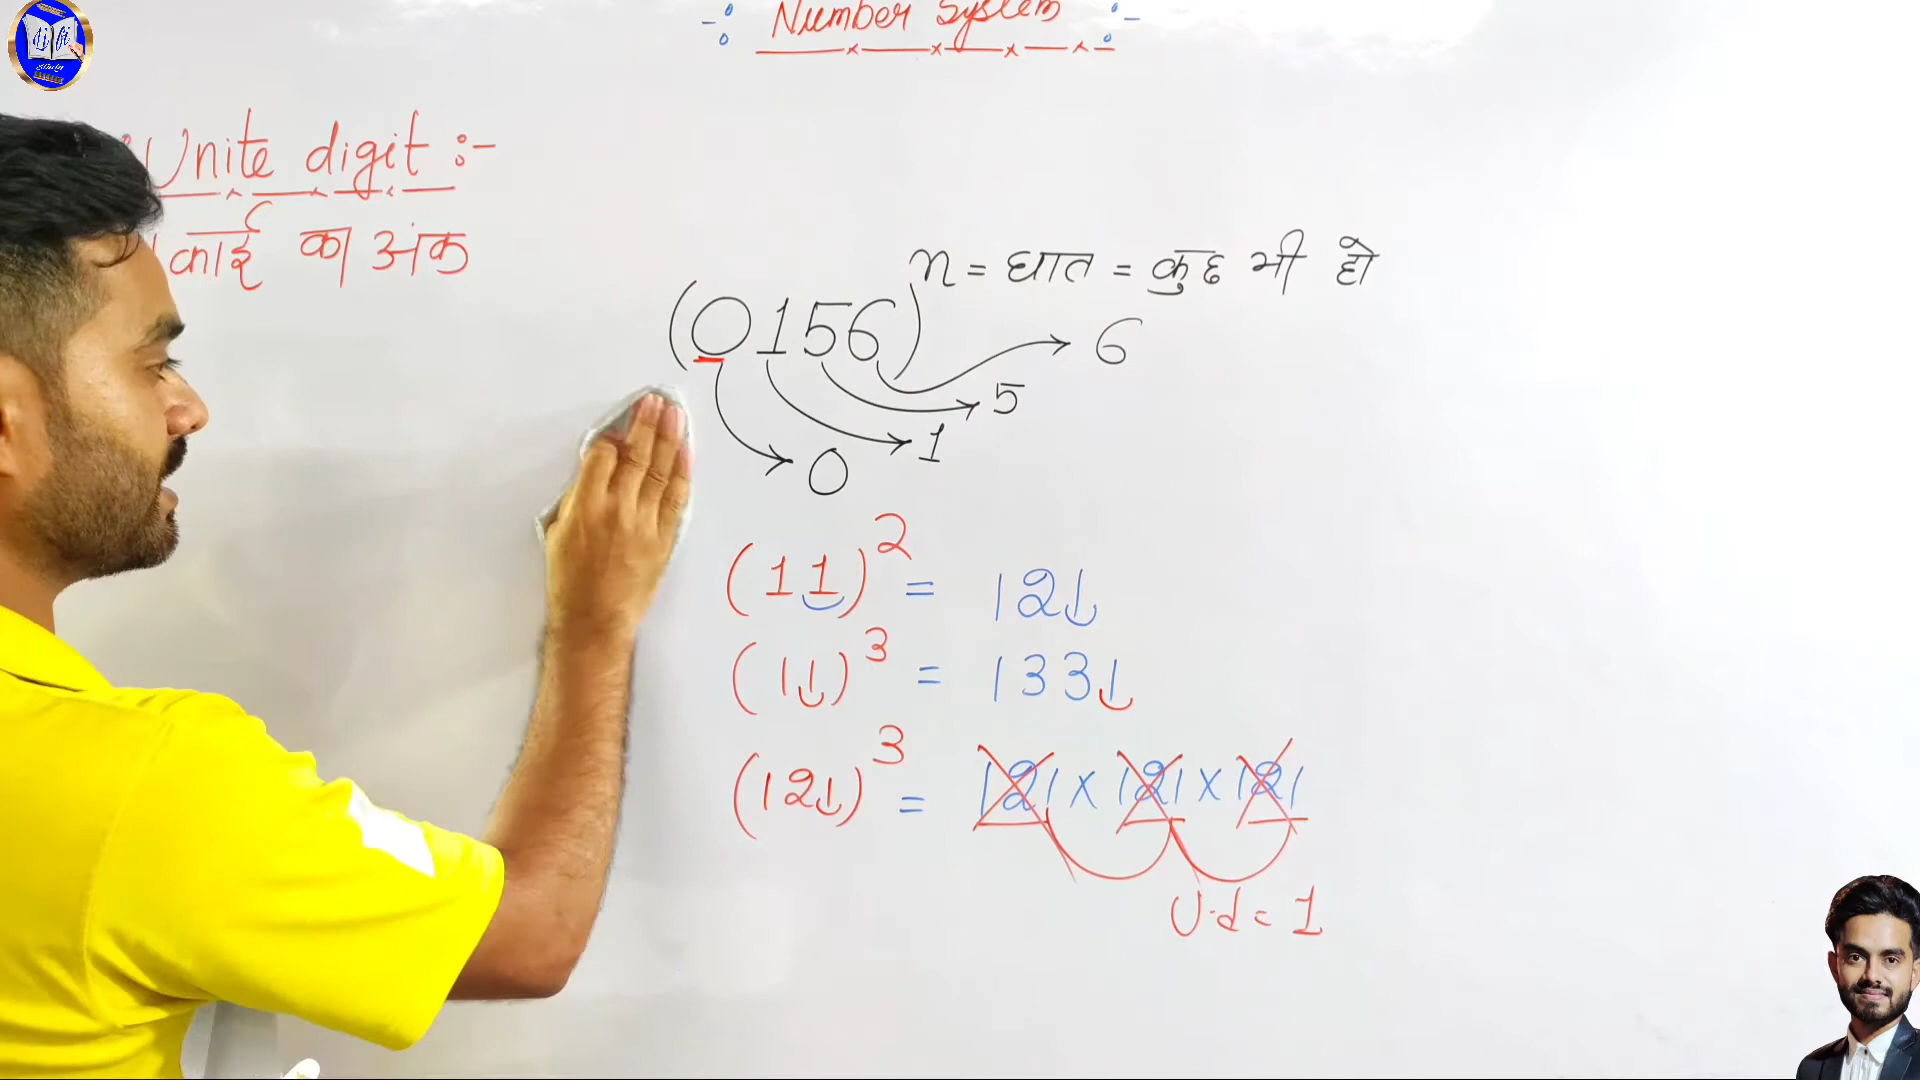 -: Number System :-
Unite digit :-
काई का अंक
(0156)ⁿ = घात = कुछ भी हो
6
5
1
0
(11)² = 121
(11)³ = 1331
(121)³ = 121 x 121 x 121
U.d = 1